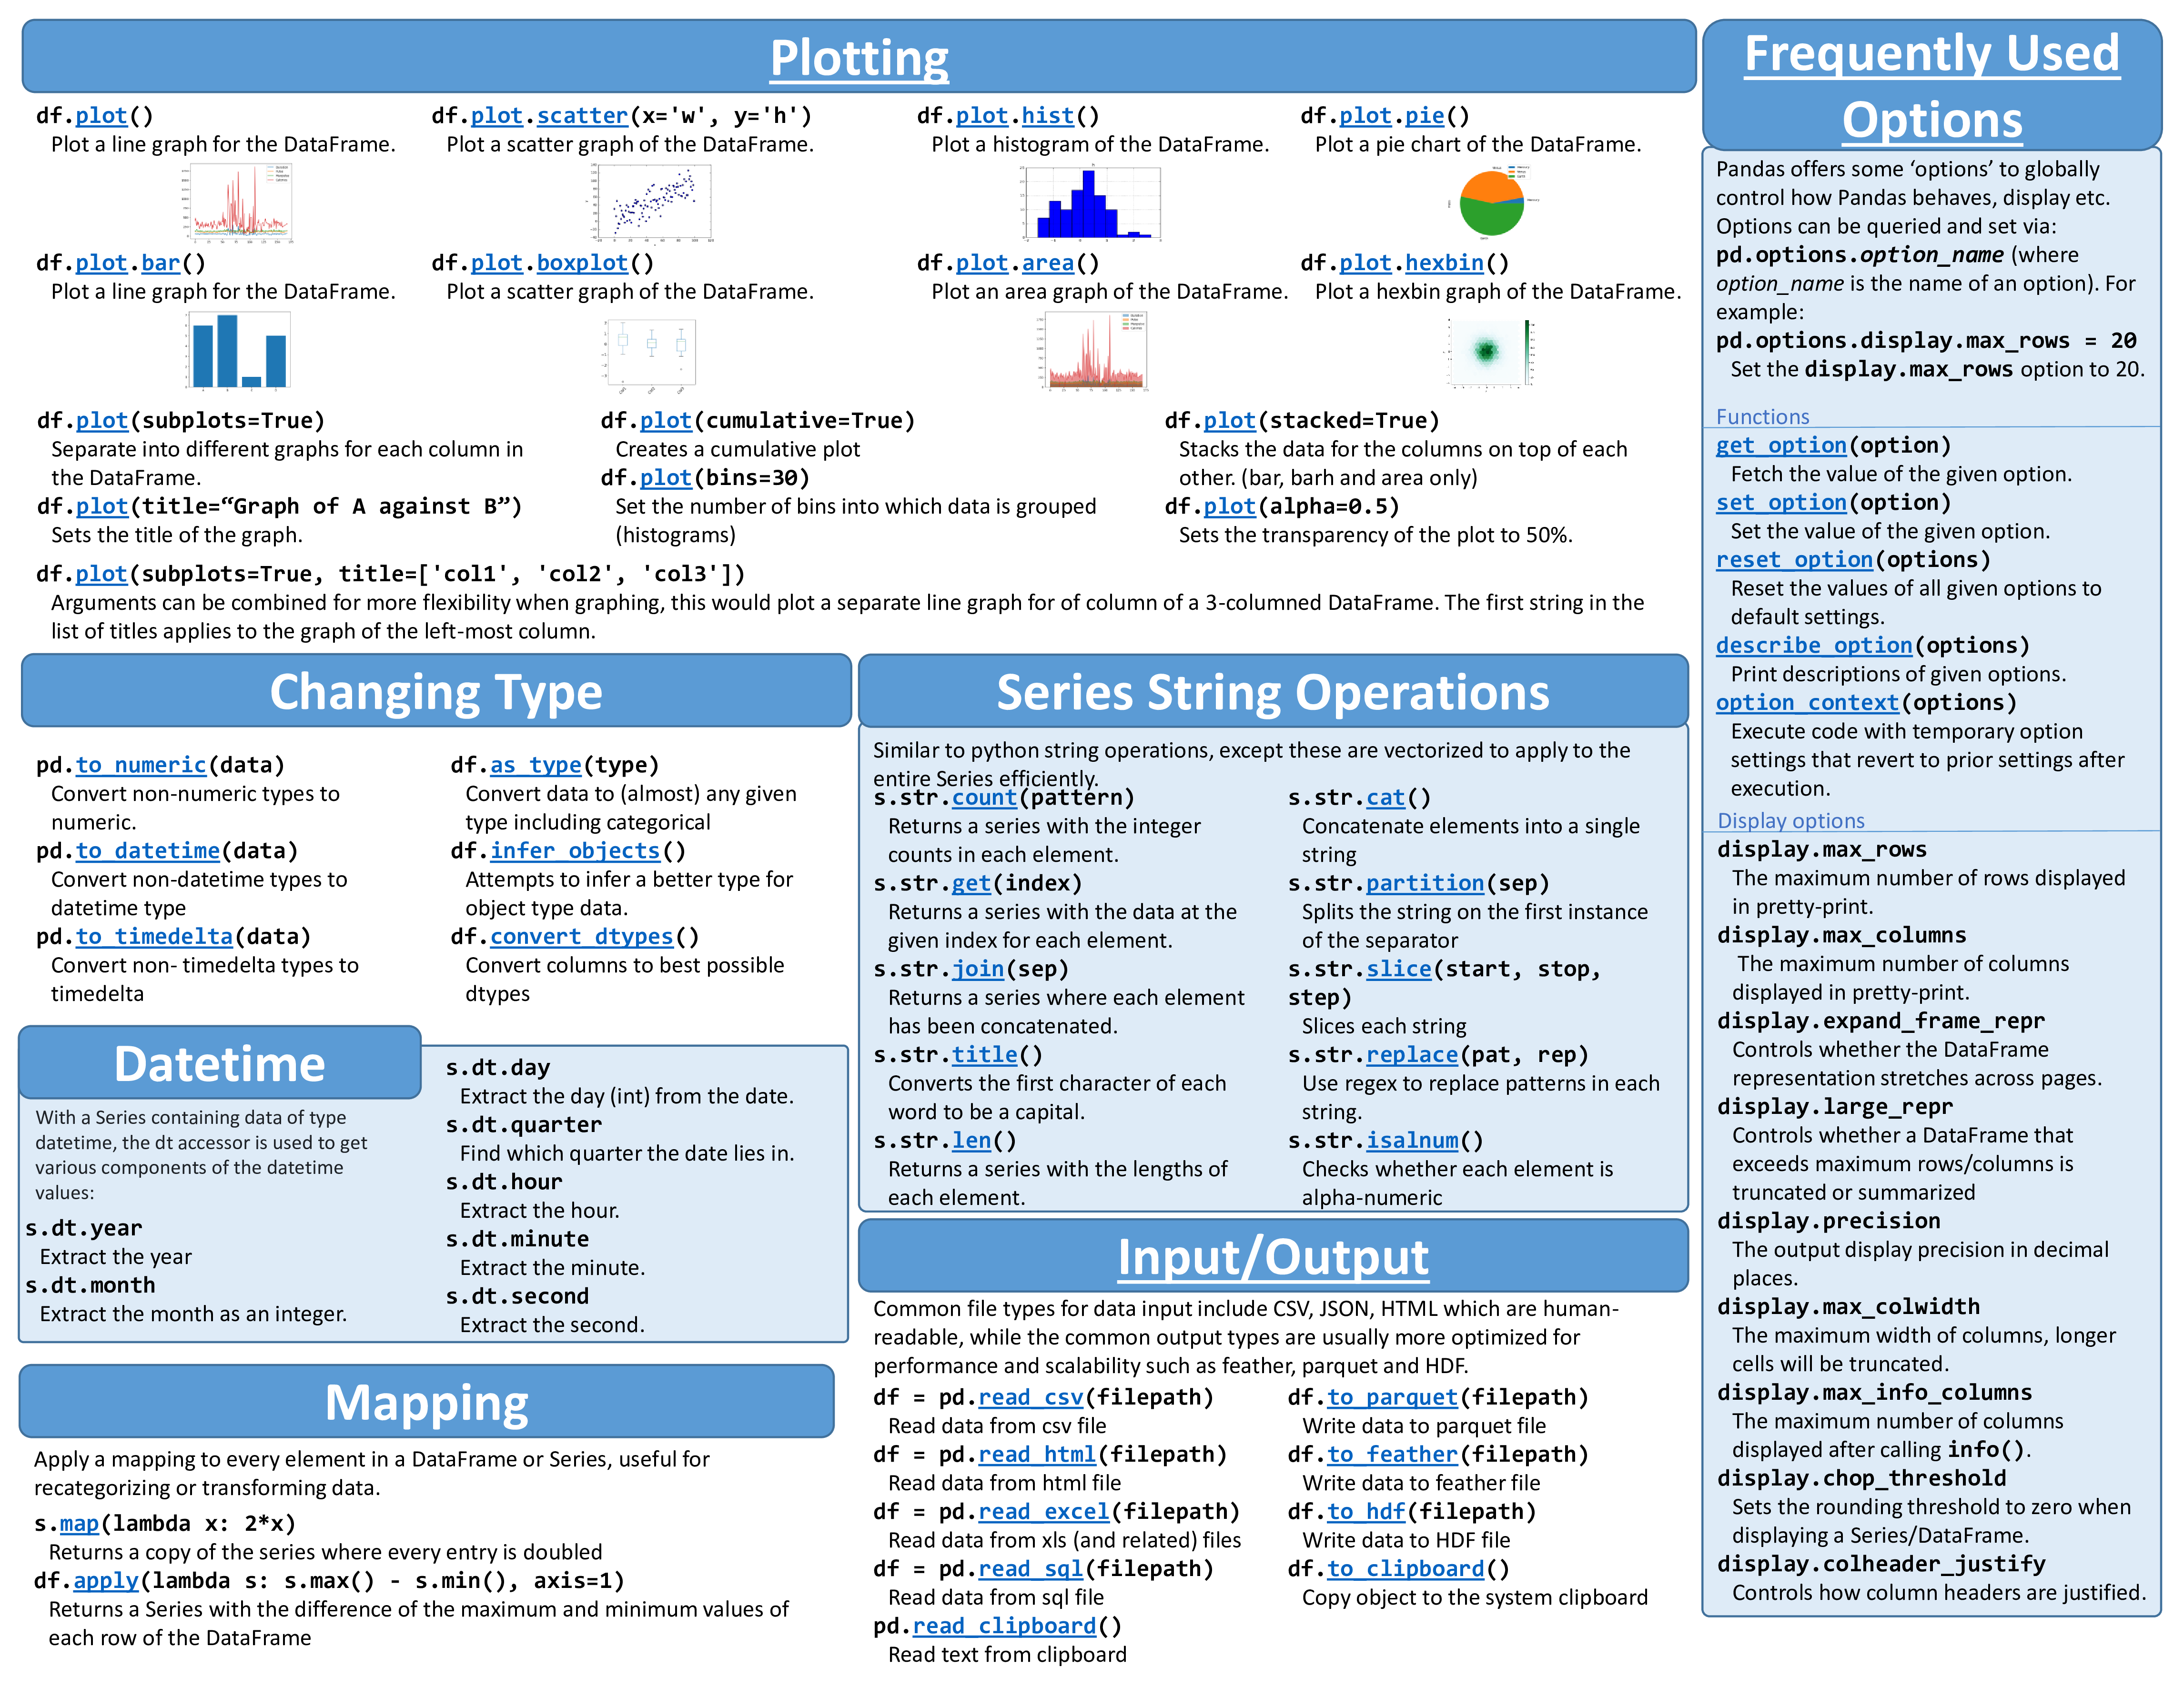 Plotting
df.plot()
Plot a line graph for the DataFrame.
df.plot.scatter(x='w', y='h')
Plot a scatter graph of the DataFrame.
df.plot.hist()
Plot a histogram of the DataFrame.
df.plot.pie()
Plot a pie chart of the DataFrame.
df.plot.bar()
Plot a line graph for the DataFrame.
df.plot.boxplot()
Plot a scatter graph of the DataFrame.
df.plot.area()
Plot an area graph of the DataFrame.
df.plot.hexbin()
Plot a hexbin graph of the DataFrame.
df.plot(subplots=True)
Separate into different graphs for each column in
the DataFrame.
df.plot(title=“Graph of A against B”)
Sets the title of the graph.
df.plot(cumulative=True)
Creates a cumulative plot
df.plot(bins=30)
Set the number of bins into which data is grouped
(histograms)
df.plot(stacked=True)
Stacks the data for the columns on top of each
other. (bar, barh and area only)
df.plot(alpha=0.5)
Sets the transparency of the plot to 50%.
df.plot(subplots=True, title=['col1', 'col2', 'col3'])
Arguments can be combined for more flexibility when graphing, this would plot a separate line graph for of column of a 3-columned DataFrame. The first string in the
list of titles applies to the graph of the left-most column.
Changing Type
pd.to_numeric(data)
Convert non-numeric types to
numeric.
pd.to_datetime(data)
Convert non-datetime types to
datetime type
pd.to_timedelta(data)
Convert non- timedelta types to
timedelta
df.as_type(type)
Convert data to (almost) any given
type including categorical
df.infer_objects()
Attempts to infer a better type for
object type data.
df.convert_dtypes()
Convert columns to best possible
dtypes
Datetime
With a Series containing data of type
datetime, the dt accessor is used to get
various components of the datetime
values:
s.dt.year
Extract the year
s.dt.month
Extract the month as an integer.
s.dt.day
Extract the day (int) from the date.
s.dt.quarter
Find which quarter the date lies in.
s.dt.hour
Extract the hour.
s.dt.minute
Extract the minute.
s.dt.second
Extract the second.
Mapping
Apply a mapping to every element in a DataFrame or Series, useful for
recategorizing or transforming data.
s.map(lambda x: 2*x)
Returns a copy of the series where every entry is doubled
df.apply(lambda s: s.max() - s.min(), axis=1)
Returns a Series with the difference of the maximum and minimum values of
each row of the DataFrame
Series String Operations
Similar to python string operations, except these are vectorized to apply to the
entire Series efficiently.
s.str.count(pattern)
Returns a series with the integer
counts in each element.
s.str.get(index)
Returns a series with the data at the
given index for each element.
s.str.join(sep)
Returns a series where each element
has been concatenated.
s.str.title()
Converts the first character of each
word to be a capital.
s.str.len()
Returns a series with the lengths of
each element.
s.str.cat()
Concatenate elements into a single
string
s.str.partition(sep)
Splits the string on the first instance
of the separator
s.str.slice(start, stop,
step)
Slices each string
s.str.replace(pat, rep)
Use regex to replace patterns in each
string.
s.str.isalnum()
Checks whether each element is
alpha-numeric
Input/Output
Common file types for data input include CSV, JSON, HTML which are human-
readable, while the common output types are usually more optimized for
performance and scalability such as feather, parquet and HDF.
df = pd.read_csv(filepath)
Read data from csv file
df = pd.read_html(filepath)
Read data from html file
df = pd.read_excel(filepath)
Read data from xls (and related) files
df = pd.read_sql(filepath)
Read data from sql file
pd.read_clipboard()
Read text from clipboard
df.to_parquet(filepath)
Write data to parquet file
df.to_feather(filepath)
Write data to feather file
df.to_hdf(filepath)
Write data to HDF file
df.to_clipboard()
Copy object to the system clipboard
Frequently Used
Options
Pandas offers some ‘options’ to globally
control how Pandas behaves, display etc.
Options can be queried and set via:
pd.options.option_name (where
option_name is the name of an option). For
example:
pd.options.display.max_rows = 20
Set the display.max_rows option to 20.
Functions
get_option(option)
Fetch the value of the given option.
set_option(option)
Set the value of the given option.
reset_option(options)
Reset the values of all given options to
default settings.
describe_option(options)
Print descriptions of given options.
option_context(options)
Execute code with temporary option
settings that revert to prior settings after
execution.
Display options
display.max_rows
The maximum number of rows displayed
in pretty-print.
display.max_columns
The maximum number of columns
displayed in pretty-print.
display.expand_frame_repr
Controls whether the DataFrame
representation stretches across pages.
display.large_repr
Controls whether a DataFrame that
exceeds maximum rows/columns is
truncated or summarized
display.precision
The output display precision in decimal
places.
display.max_colwidth
The maximum width of columns, longer
cells will be truncated.
display.max_info_columns
The maximum number of columns
displayed after calling info().
display.chop_threshold
Sets the rounding threshold to zero when
displaying a Series/DataFrame.
display.colheader_justify
Controls how column headers are justified.